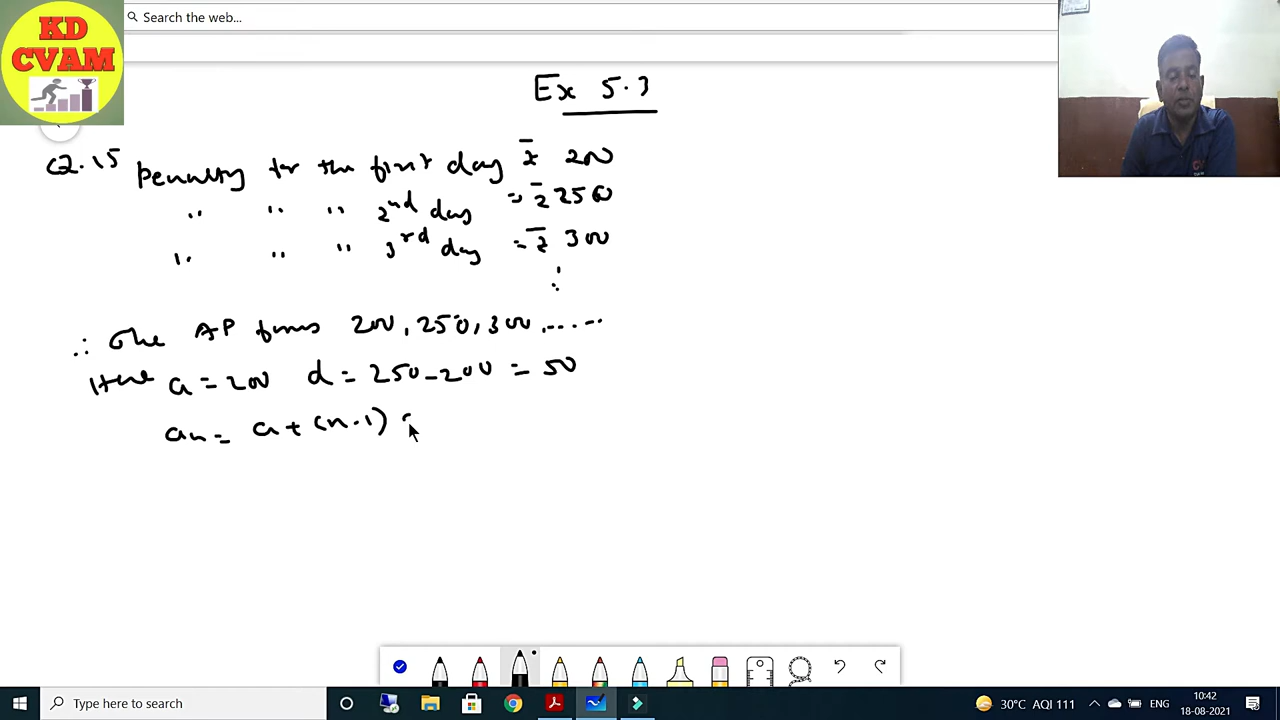 KD
CVAM
Search the web...
Ex 5.3
Q.15 Penalty for the first day ₹ 200
" " " 2nd day = ₹ 250
" " " 3rd day = ₹ 300
:
∴ The AP forms 200, 250, 300, ......
Here a = 200 d = 250 - 200 = 50
an = a + (n-1)
Type here to search
30°C AQI 111
ENG
10:42
18-08-2021